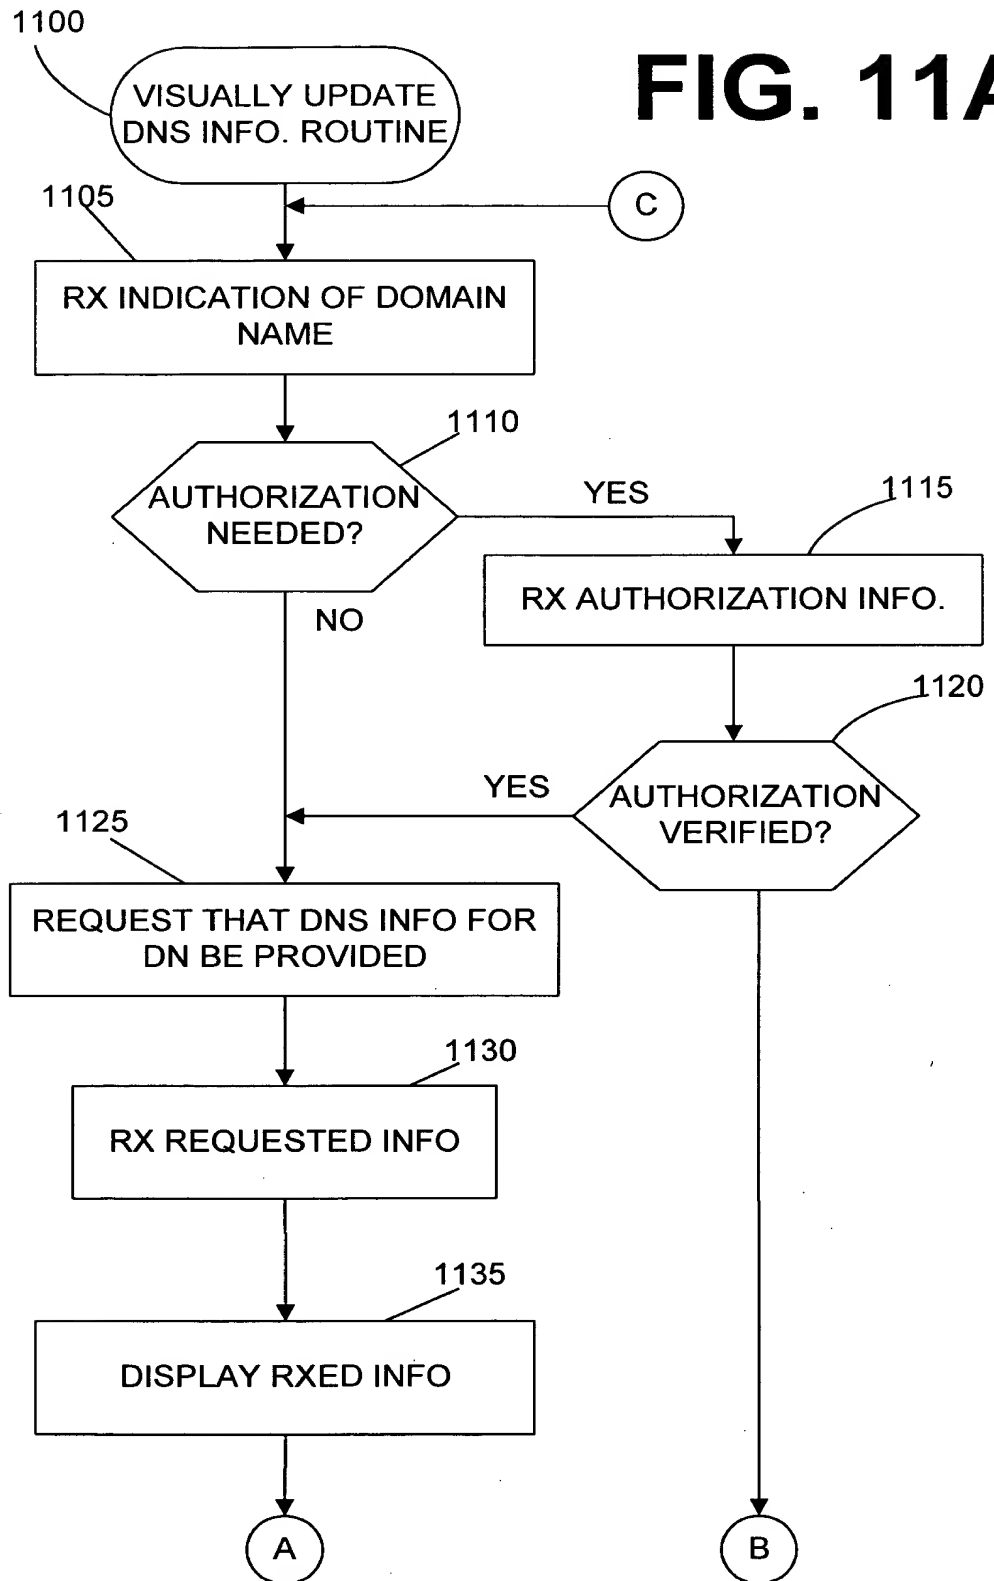 1100
FIG. 11A
VISUALLY UPDATE
DNS INFO. ROUTINE
1105
C
RX INDICATION OF DOMAIN
NAME
1110
AUTHORIZATION
NEEDED?
YES
1115
NO
RX AUTHORIZATION INFO.
1120
YES
AUTHORIZATION
VERIFIED?
1125
REQUEST THAT DNS INFO FOR
DN BE PROVIDED
1130
RX REQUESTED INFO
1135
DISPLAY RXED INFO
A
B